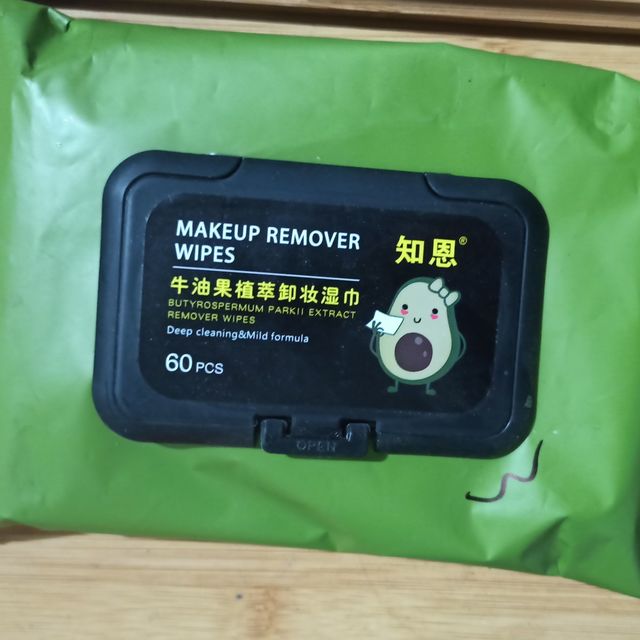 MAKEUP REMOVER
WIPES
知恩®
牛油果植萃卸妆湿巾
BUTYROSPERMUM PARKII EXTRACT
REMOVER WIPES
Deep cleaning&Mild formula
60 PCS
OPEN